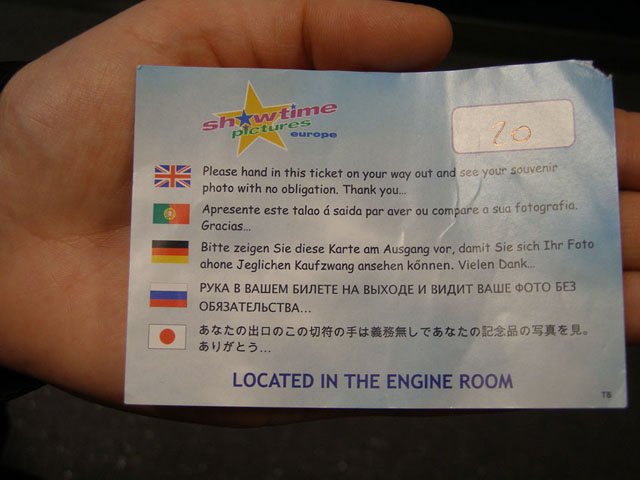 showtime
pictures
europe
20
Please hand in this ticket on your way out and see your souvenir
photo with no obligation. Thank you...
Apresente este talao á saida par aver ou compare a sua fotografia.
Gracias...
Bitte zeigen Sie diese Karte am Ausgang vor, damit Sie sich Ihr Foto
ahone Jeglichen Kaufzwang ansehen können. Vielen Dank...
РУКА В ВАШЕМ БИЛЕТЕ НА ВЫХОДЕ И ВИДИТ ВАШЕ ФОТО БЕЗ
ОБЯЗАТЕЛЬСТВА...
あなたの出口のこの切符の手は義務無しであなたの記念品の写真を見。
ありがとう...
LOCATED IN THE ENGINE ROOM
TB